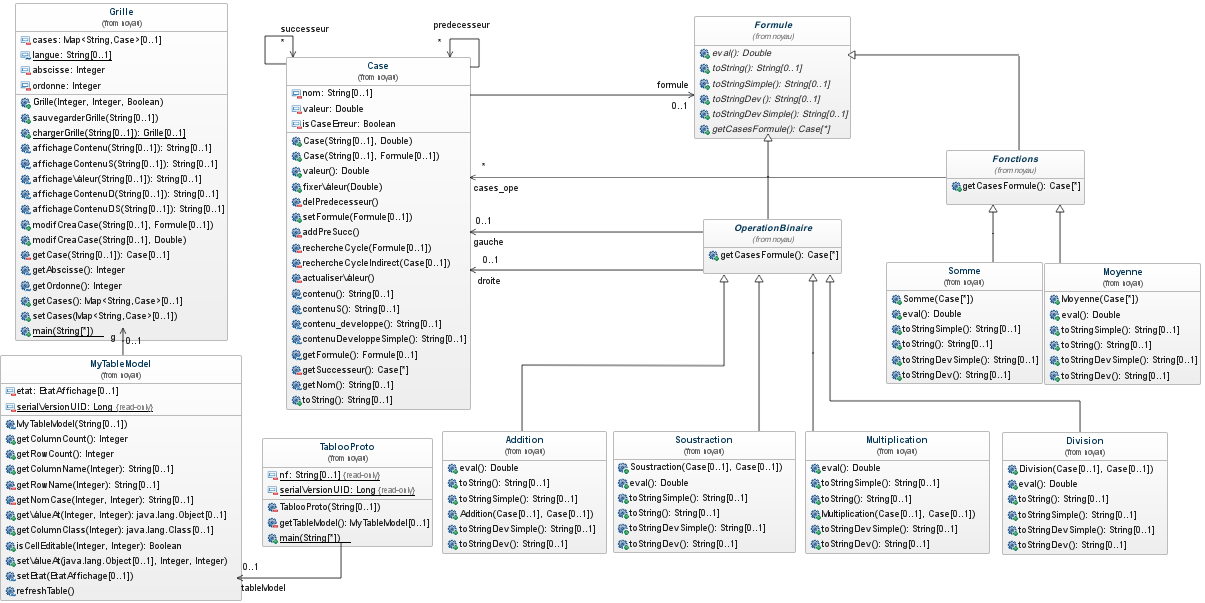 Grille
(from noyau)
cases: Map<String,Case>[0..1]
langue: String[0..1]
abscisse: Integer
ordonne: Integer
Grille(Integer, Integer, Boolean)
sauvegarderGrille(String[0..1])
chargerGrille(String[0..1]): Grille[0..1]
affichageContenu(String[0..1]): String[0..1]
affichageContenuS(String[0..1]): String[0..1]
affichageValeur(String[0..1]): String[0..1]
affichageContenuD(String[0..1]): String[0..1]
affichageContenuDS(String[0..1]): String[0..1]
modifCreaCase(String[0..1], Formule[0..1])
modifCreaCase(String[0..1], Double)
getCase(String[0..1]): Case[0..1]
getAbscisse(): Integer
getOrdonne(): Integer
getCases(): Map<String,Case>[0..1]
setCases(Map<String,Case>[0..1])
main(String[*])
g
0..1
MyTableModel
(from noyau)
etat: EtatAffichage[0..1]
serialVersionUID: Long {read-only}
MyTableModel(String[0..1])
getColumnCount(): Integer
getRowCount(): Integer
getColumnName(Integer): String[0..1]
getRowName(Integer): String[0..1]
getNomCase(Integer, Integer): String[0..1]
getValueAt(Integer, Integer): java.lang.Object[0..1]
getColumnClass(Integer): java.lang.Class[0..1]
isCellEditable(Integer, Integer): Boolean
setValueAt(java.lang.Object[0..1], Integer, Integer)
setEtat(EtatAffichage[0..1])
refreshTable()
successeur
*
predecesseur
*
Case
(from noyau)
nom: String[0..1]
valeur: Double
isCaseErreur: Boolean
Case(String[0..1], Double)
Case(String[0..1], Formule[0..1])
valeur(): Double
fixerValeur(Double)
delPredecesseur()
setFormule(Formule[0..1])
addPreSucc()
rechercheCycle(Formule[0..1])
rechercheCycleIndirect(Case[0..1])
actualiserValeur()
contenu(): String[0..1]
contenuS(): String[0..1]
contenu_developpe(): String[0..1]
contenuDeveloppeSimple(): String[0..1]
getFormule(): Formule[0..1]
getSuccesseur(): Case[*]
getNom(): String[0..1]
toString(): String[0..1]
formule
0..1
*
cases_ope
0..1
gauche
0..1
droite
Formule
(from noyau)
eval(): Double
toString(): String[0..1]
toStringSimple(): String[0..1]
toStringDev(): String[0..1]
toStringDevSimple(): String[0..1]
getCasesFormule(): Case[*]
Fonctions
(from noyau)
getCasesFormule(): Case[*]
OperationBinaire
(from noyau)
getCasesFormule(): Case[*]
Somme
(from noyau)
Somme(Case[*])
eval(): Double
toStringSimple(): String[0..1]
toString(): String[0..1]
toStringDevSimple(): String[0..1]
toStringDev(): String[0..1]
Moyenne
(from noyau)
Moyenne(Case[*])
eval(): Double
toStringSimple(): String[0..1]
toString(): String[0..1]
toStringDevSimple(): String[0..1]
toStringDev(): String[0..1]
TablooProto
(from noyau)
nf: String[0..1] {read-only}
serialVersionUID: Long {read-only}
TablooProto(String[0..1])
getTableModel(): MyTableModel[0..1]
main(String[*])
0..1
tableModel
Addition
(from noyau)
eval(): Double
toString(): String[0..1]
toStringSimple(): String[0..1]
Addition(Case[0..1], Case[0..1])
toStringDevSimple(): String[0..1]
toStringDev(): String[0..1]
Soustraction
(from noyau)
Soustraction(Case[0..1], Case[0..1])
eval(): Double
toStringSimple(): String[0..1]
toString(): String[0..1]
toStringDevSimple(): String[0..1]
toStringDev(): String[0..1]
Multiplication
(from noyau)
eval(): Double
toStringSimple(): String[0..1]
toString(): String[0..1]
Multiplication(Case[0..1], Case[0..1])
toStringDevSimple(): String[0..1]
toStringDev(): String[0..1]
Division
(from noyau)
Division(Case[0..1], Case[0..1])
eval(): Double
toString(): String[0..1]
toStringSimple(): String[0..1]
toStringDevSimple(): String[0..1]
toStringDev(): String[0..1]